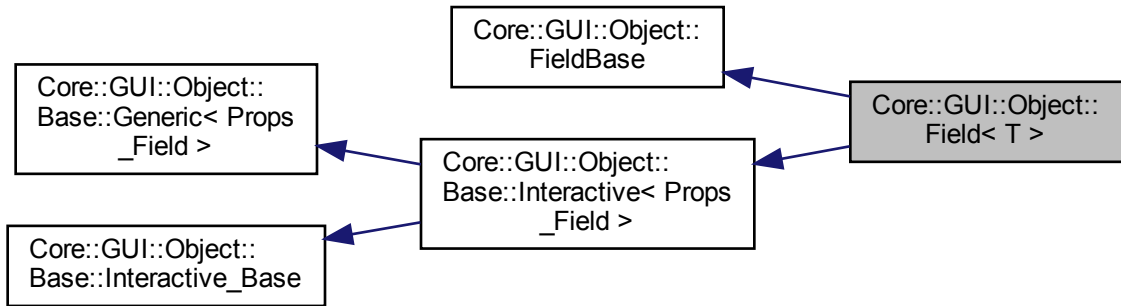 Core::GUI::Object::
FieldBase
Core::GUI::Object::
Base::Generic< Props
_Field >
Core::GUI::Object::
Field< T >
Core::GUI::Object::
Base::Interactive< Props
_Field >
Core::GUI::Object::
Base::Interactive_Base